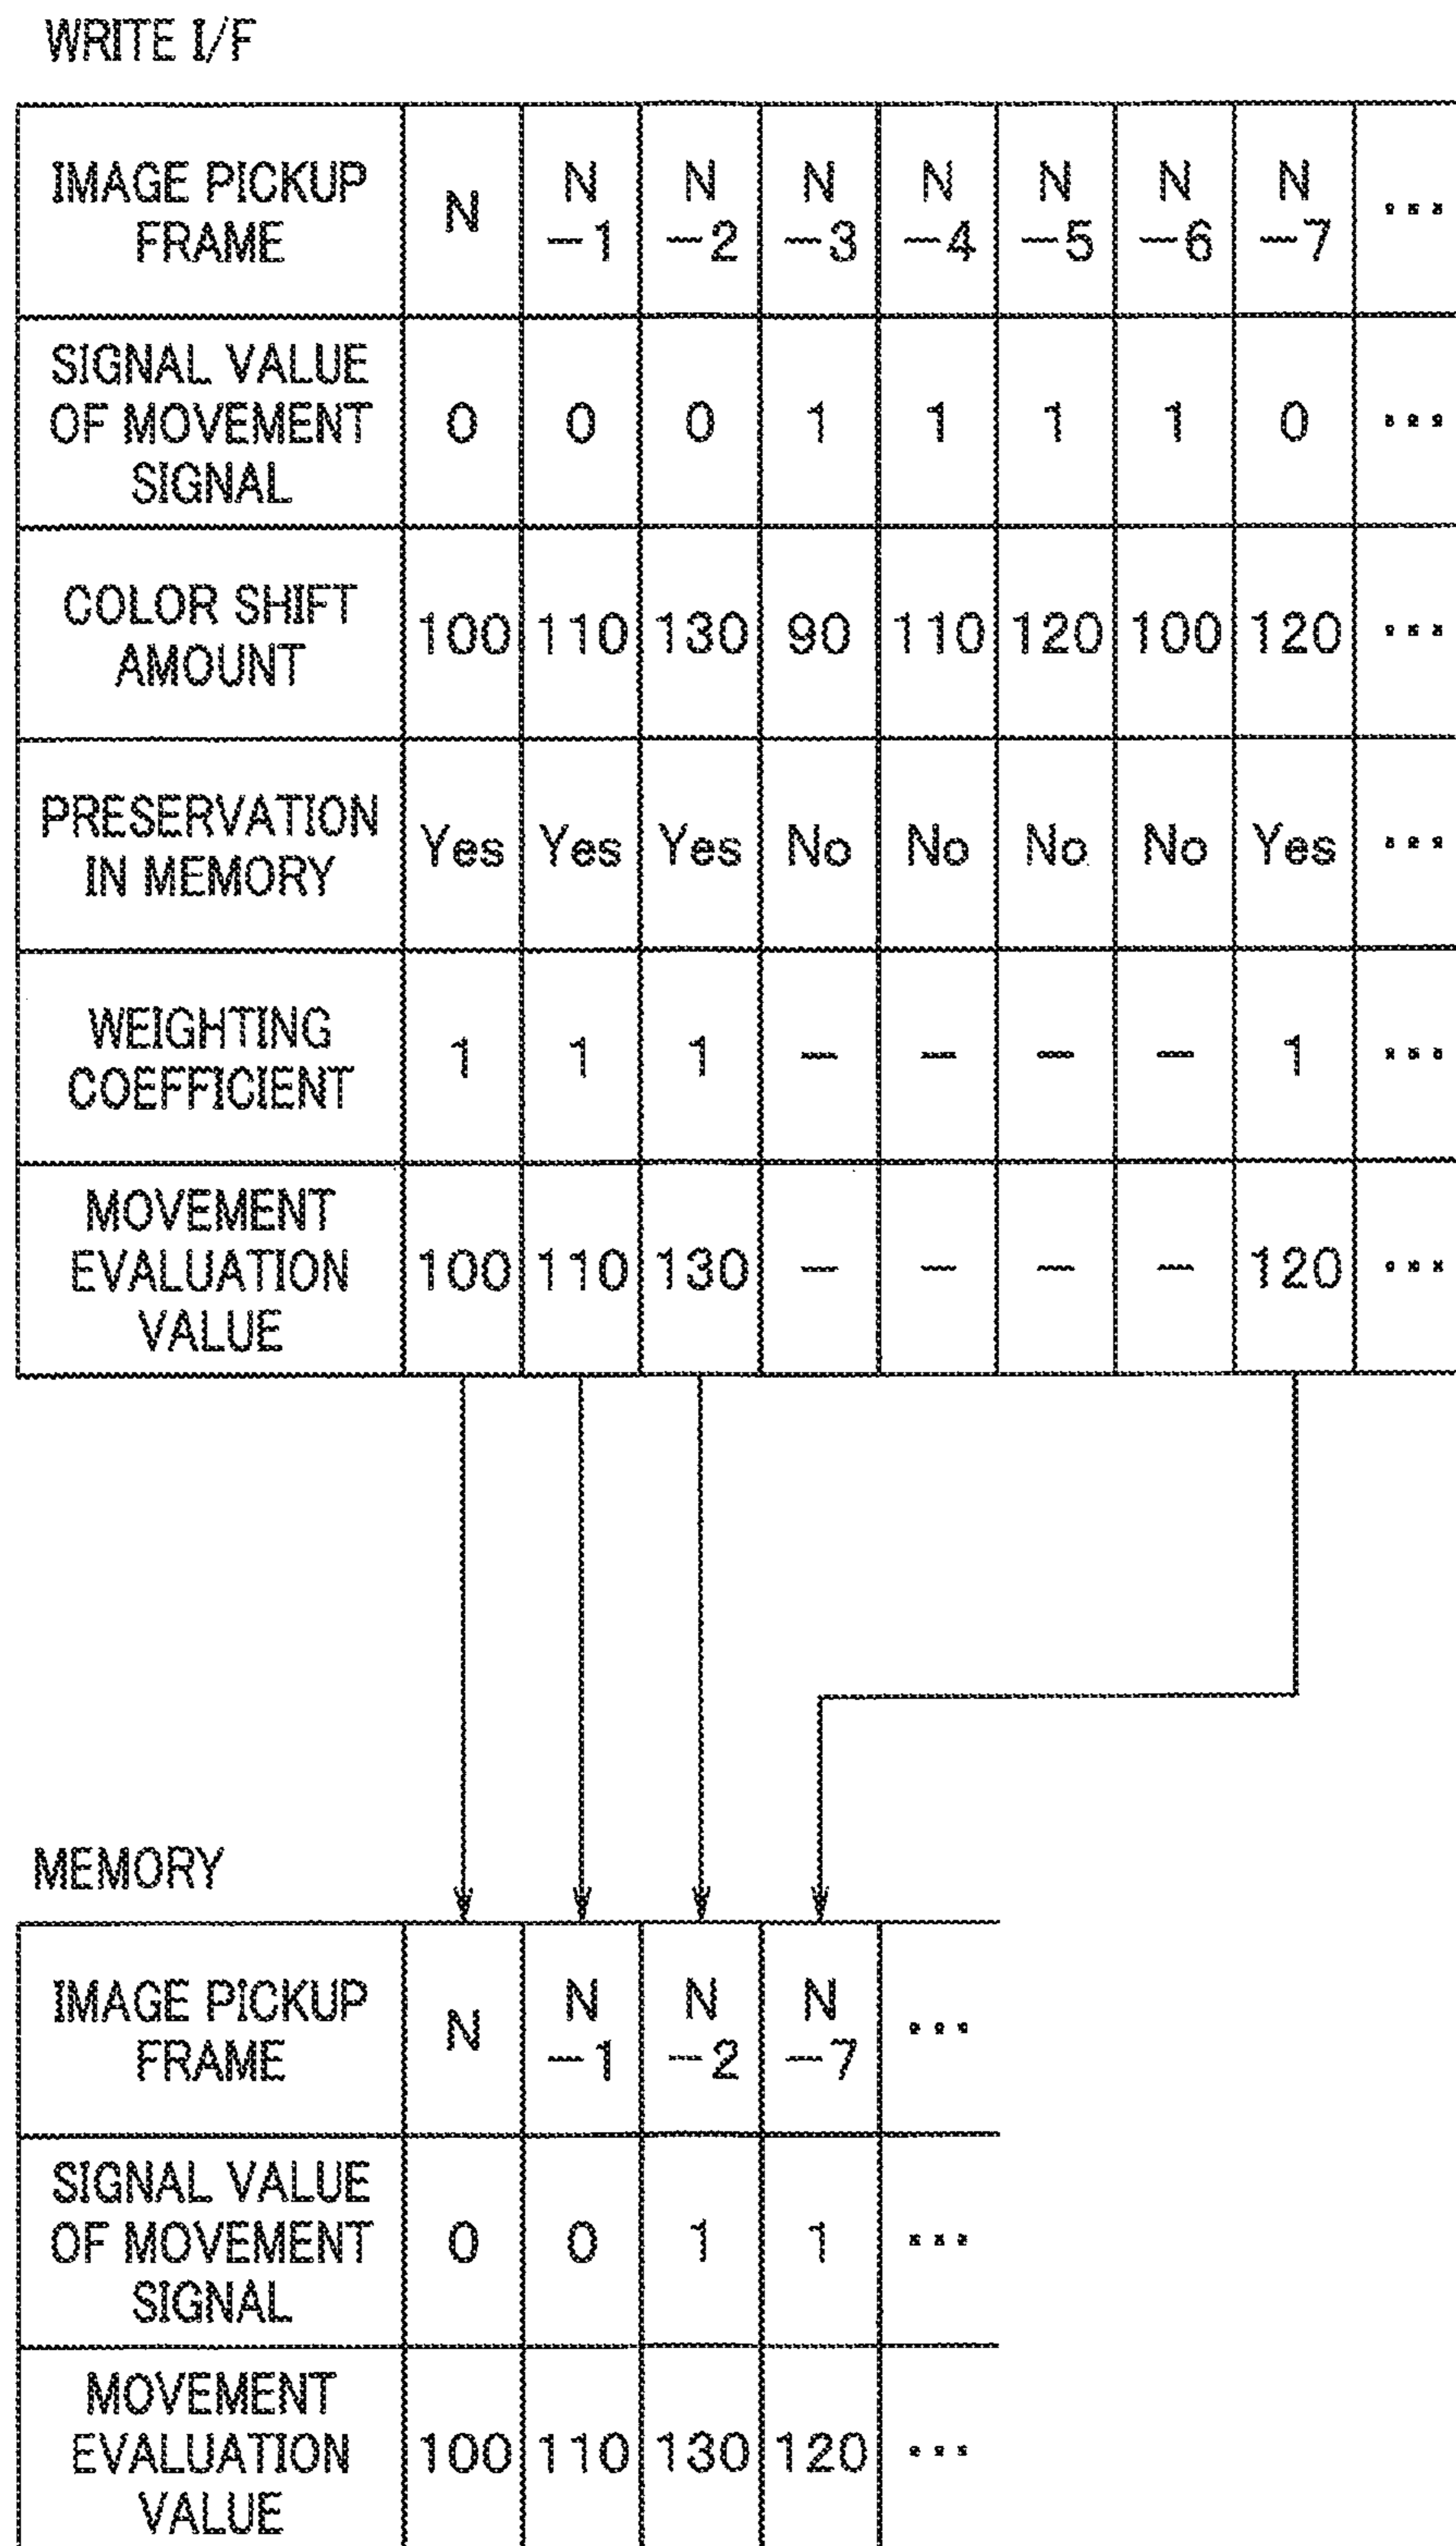 WRITE I/F
IMAGE PICKUP FRAME N N-1 N-2 N-3 N-4 N-5 N-6 N-7 ...
SIGNAL VALUE OF MOVEMENT SIGNAL 0 0 0 1 1 1 1 0 ...
COLOR SHIFT AMOUNT 100 110 130 90 110 120 100 120 ...
PRESERVATION IN MEMORY Yes Yes Yes No No No No Yes ...
WEIGHTING COEFFICIENT 1 1 1 — — — — 1 ...
MOVEMENT EVALUATION VALUE 100 110 130 — — — — 120 ...
MEMORY
IMAGE PICKUP FRAME N N-1 N-2 N-7 ...
SIGNAL VALUE OF MOVEMENT SIGNAL 0 0 1 1 ...
MOVEMENT EVALUATION VALUE 100 110 130 120 ...